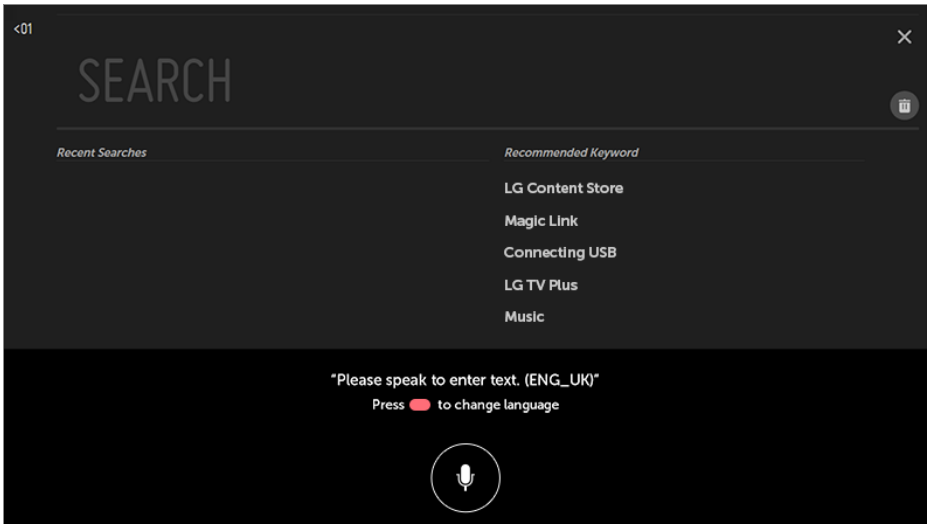 <01
SEARCH
Recent Searches
Recommended Keyword
LG Content Store
Magic Link
Connecting USB
LG TV Plus
Music
“Please speak to enter text. (ENG_UK)”
Press to change language